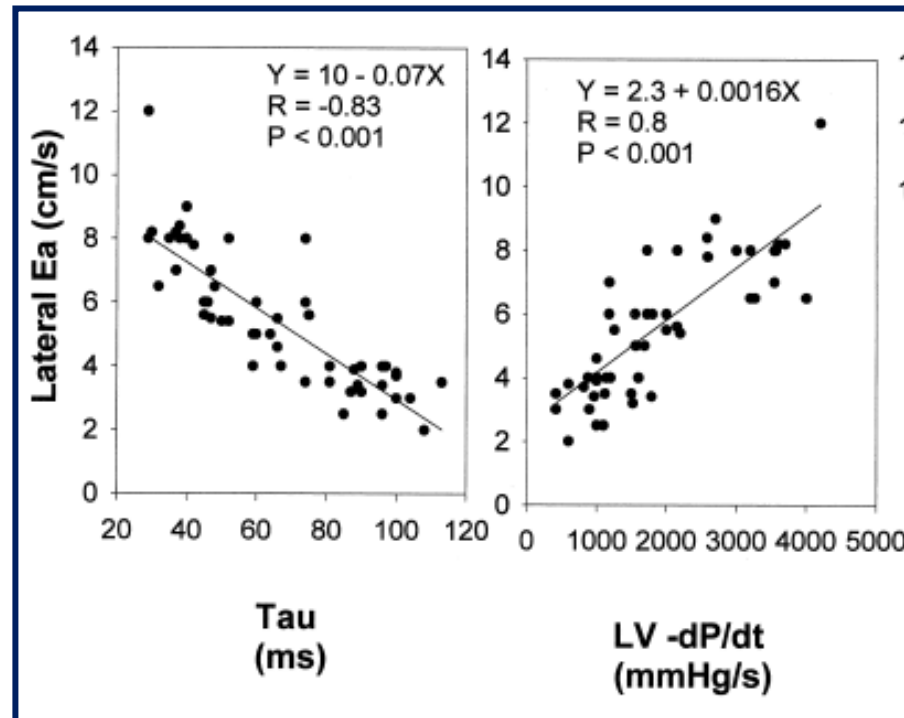 Lateral Ea (cm/s)
14
12
10
8
6
4
2
0
Y = 10 - 0.07X
R = -0.83
P < 0.001
20 40 60 80 100 120
Tau
(ms)
14
12
10
8
6
4
2
0
Y = 2.3 + 0.0016X
R = 0.8
P < 0.001
0 1000 2000 3000 4000 5000
LV -dP/dt
(mmHg/s)